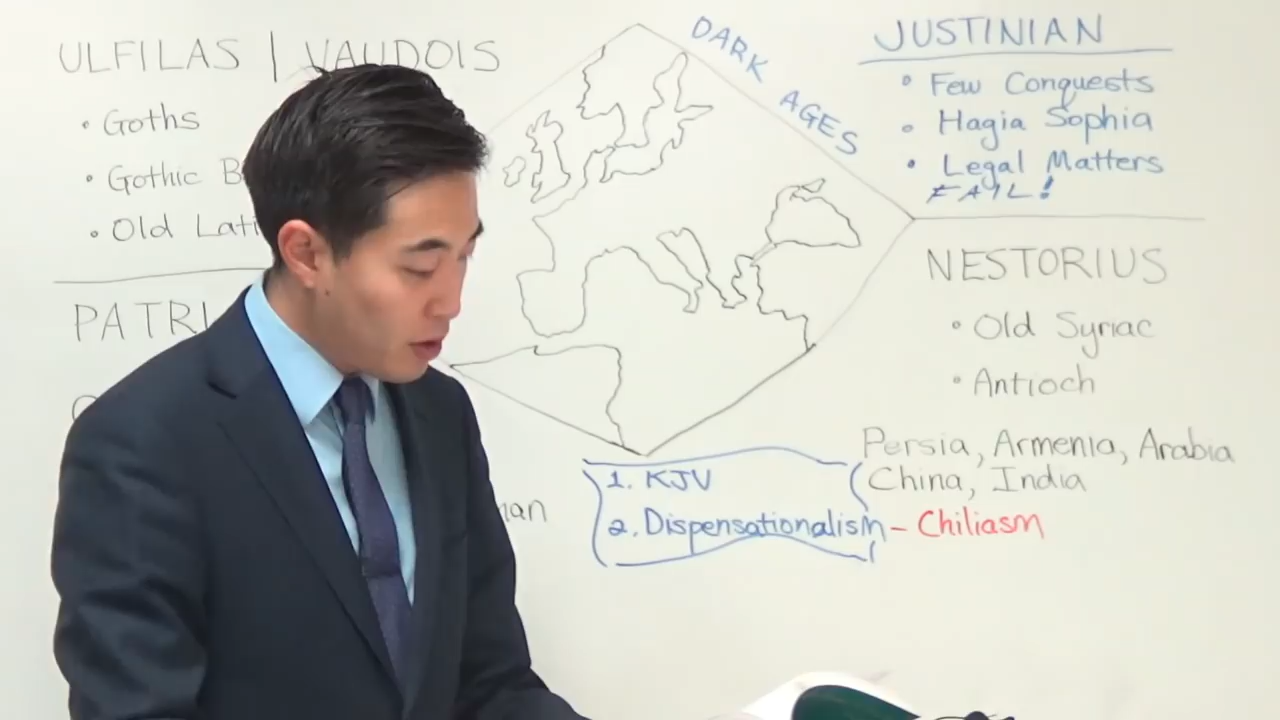 ULFILAS | VAUDOIS
• Goths
• Gothic
• Old
DARK AGES
JUSTINIAN
• Few Conquests
• Hagia Sophia
• Legal Matters
FAIL!
NESTORIUS
• Old Syriac
• Antioch
Persia, Armenia, Arabia
China, India
1. KJV
2. Dispensationalism - Chiliasm